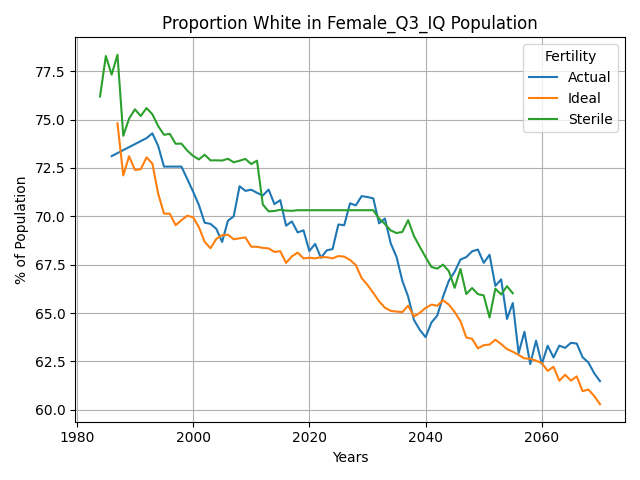 Proportion White in Female_Q3_IQ Population
Fertility
Actual
Ideal
Sterile
% of Population
77.5
75.0
72.5
70.0
67.5
65.0
62.5
60.0
1980
2000
2020
2040
2060
Years